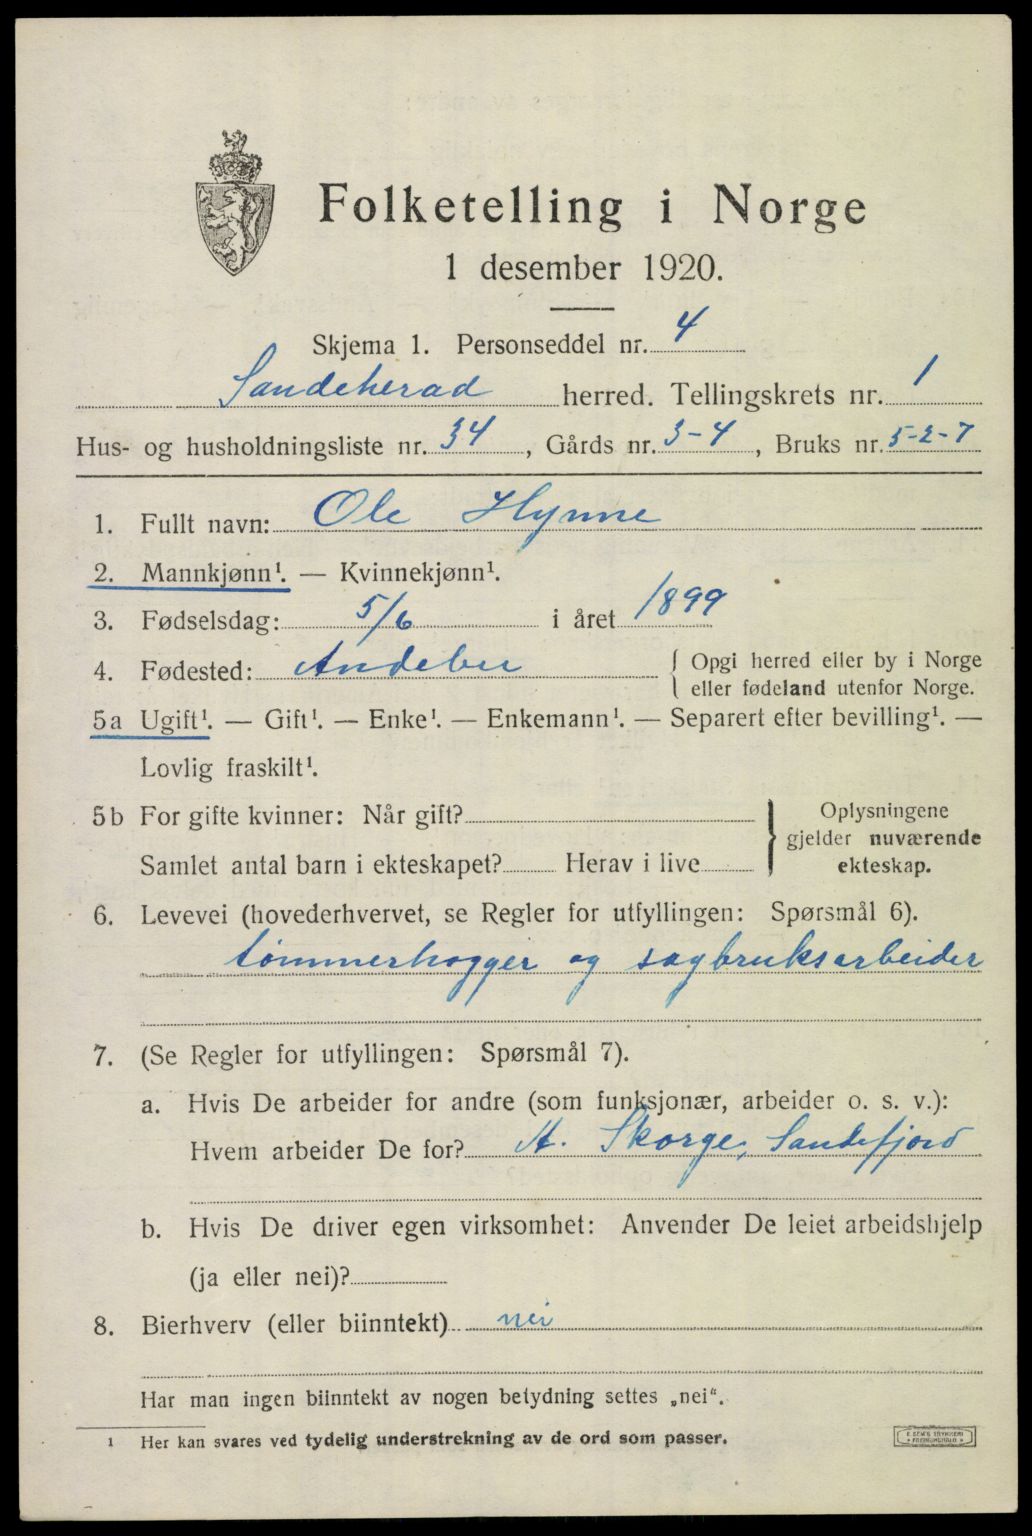 Folketelling i Norge
1 desember 1920.
Skjema 1. Personseddel nr. 4
Sandeherad herred. Tellingskrets nr. 1
Hus- og husholdningsliste nr. 34, Gårds nr. 3-4, Bruks nr. 5-2-7
1. Fullt navn: Ole Hynne
2. Mannkjønn¹. — Kvinnekjønn¹.
3. Fødselsdag: 5/6 i året 1899
4. Fødested: Andebu { Opgi herred eller by i Norge
eller fødeland utenfor Norge.
5a Ugift¹. — Gift¹. — Enke¹. — Enkemann¹. — Separert efter bevilling¹. —
Lovlig fraskilt¹.
5b For gifte kvinner: Når gift? } Oplysningene
gjelder nuværende
Samlet antal barn i ekteskapet? Herav i live ekteskap.
6. Levevei (hovederhvervet, se Regler for utfyllingen: Spørsmål 6).
tømmerhogger og sagbruksarbeider
7. (Se Regler for utfyllingen: Spørsmål 7).
a. Hvis De arbeider for andre (som funksjonær, arbeider o. s. v.):
Hvem arbeider De for? A. Skorge, Sandefjord
b. Hvis De driver egen virksomhet: Anvender De leiet arbeidshjelp
(ja eller nei)?
8. Bierhverv (eller biinntekt) nei
Har man ingen biinntekt av nogen betydning settes „nei“.
¹ Her kan svares ved tydelig understrekning av de ord som passer.